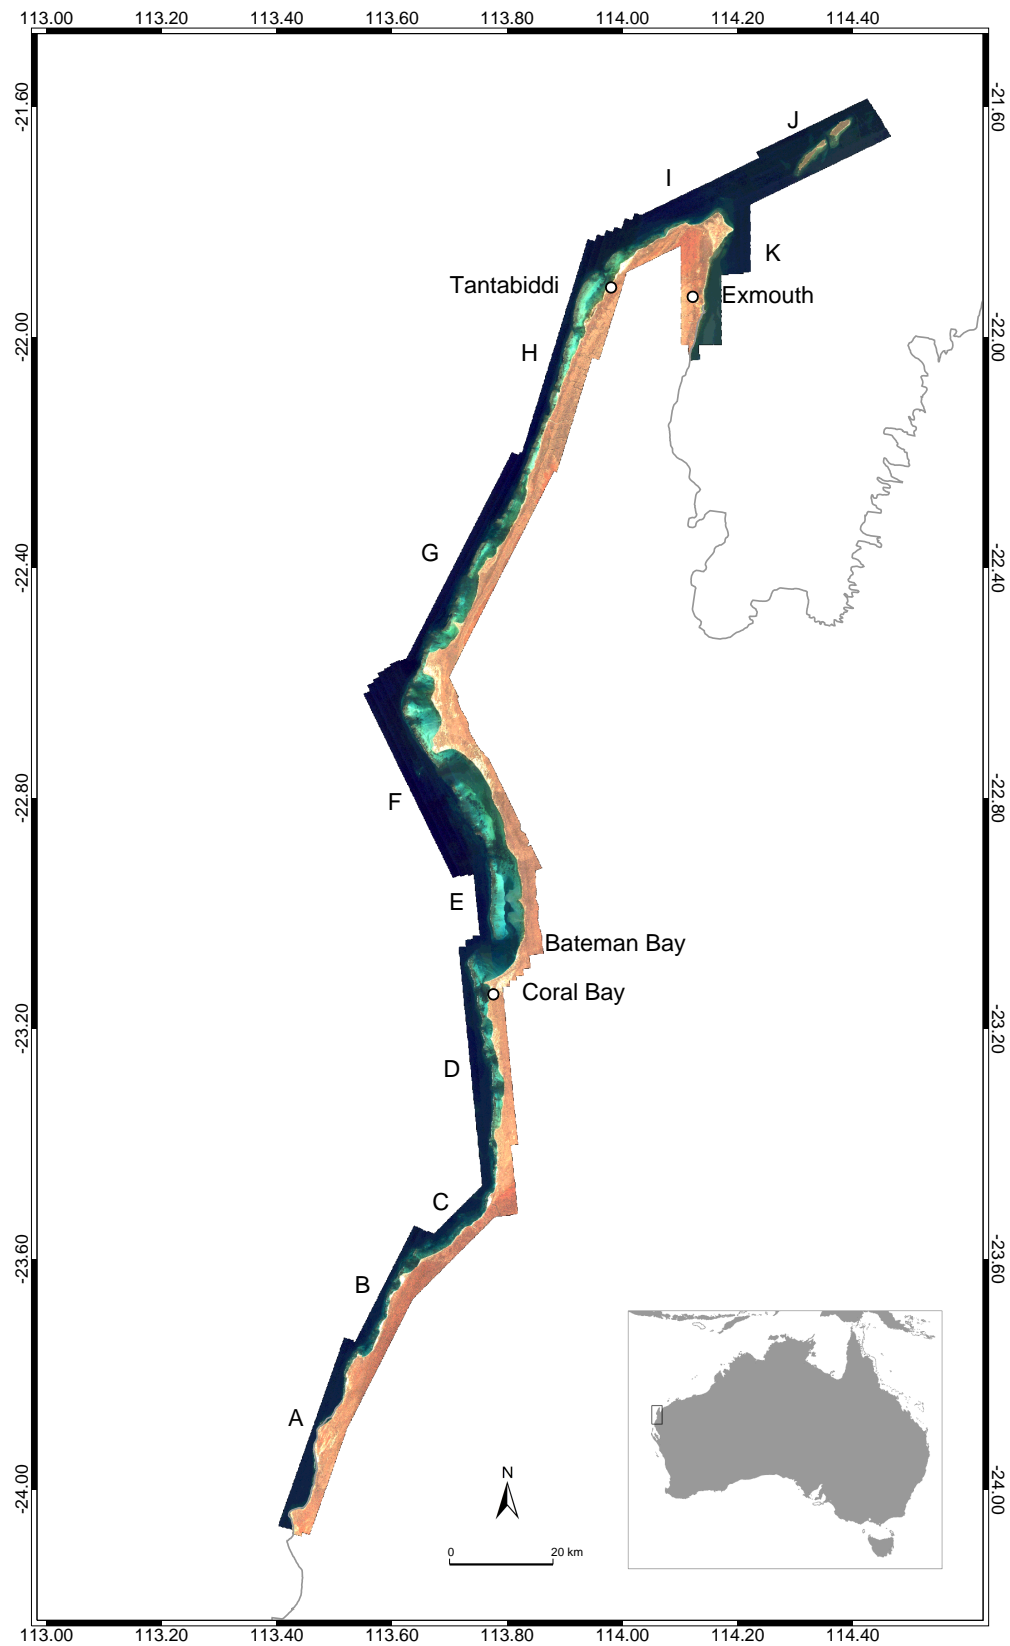 113.00 113.20 113.40 113.60 113.80 114.00 114.20 114.40
-21.60
-21.60
J
I
K
Tantabiddi
Exmouth
-22.00
-22.00
H
G
-22.40
-22.40
F
-22.80
-22.80
E
Bateman Bay
Coral Bay
-23.20
-23.20
D
C
-23.60
-23.60
B
A
N
-24.00
-24.00
0 20 km
113.00 113.20 113.40 113.60 113.80 114.00 114.20 114.40